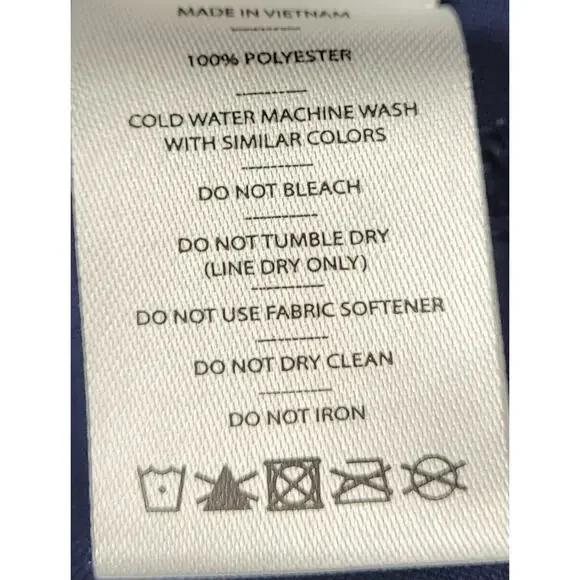 MADE IN VIETNAM
100% POLYESTER
COLD WATER MACHINE WASH
WITH SIMILAR COLORS
DO NOT BLEACH
DO NOT TUMBLE DRY
(LINE DRY ONLY)
DO NOT USE FABRIC SOFTENER
DO NOT DRY CLEAN
DO NOT IRON